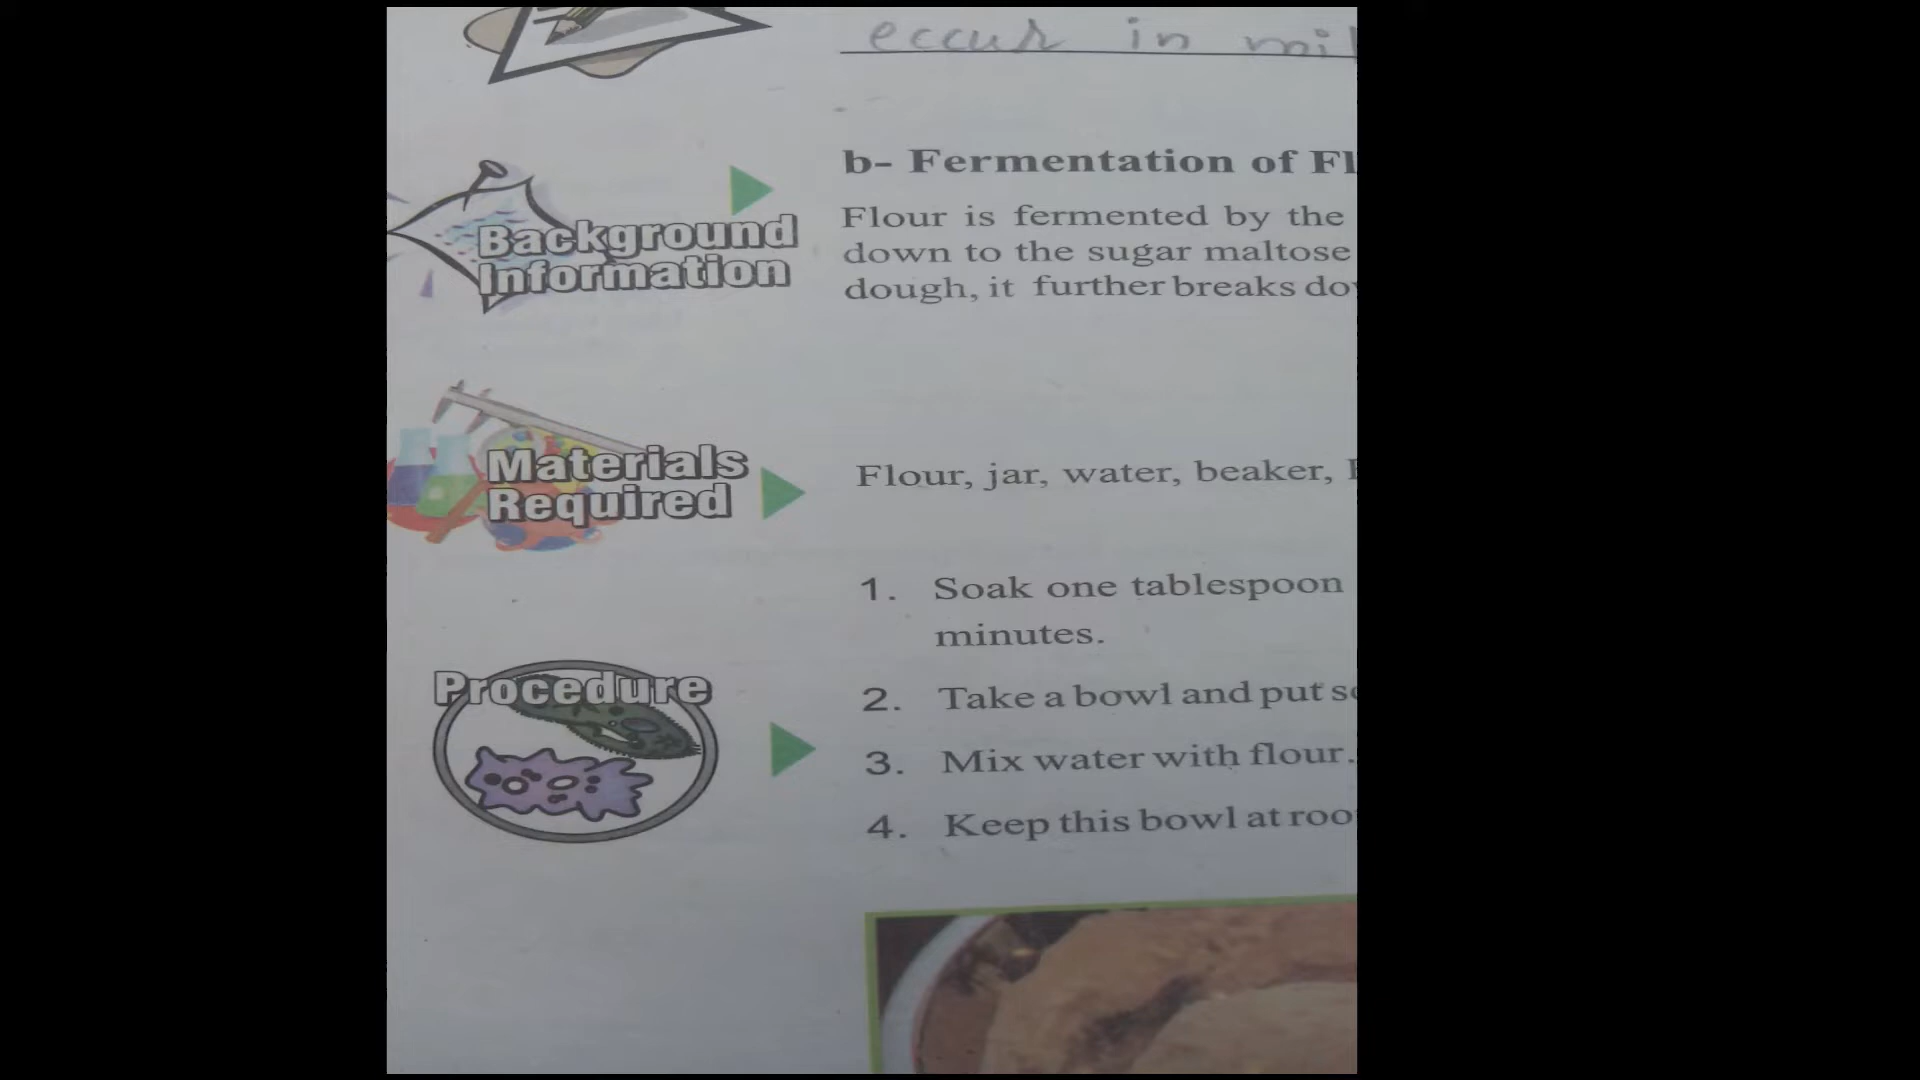 eccur in mil
b- Fermentation of Fl
Background
Information
Flour is fermented by the
down to the sugar maltose
dough, it further breaks do
Materials
Required
Flour, jar, water, beaker,
1. Soak one tablespoon
minutes.
Procedure
2. Take a bowl and put so
3. Mix water with flour.
4. Keep this bowl at roo